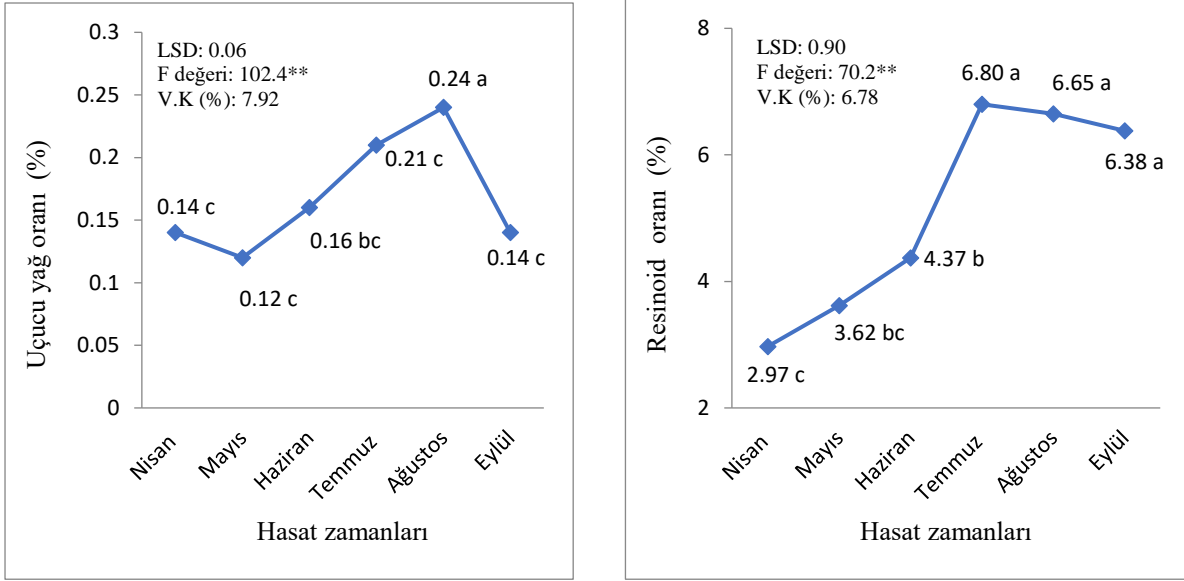 0.3
0.25
0.2
0.15
0.1
0.05
0
Uçucu yağ oranı (%)
LSD: 0.06
F değeri: 102.4**
V.K (%): 7.92
0.14 c
0.12 c
0.16 bc
0.21 c
0.24 a
0.14 c
Nisan
Mayıs
Haziran
Temmuz
Ağustos
Eylül
Hasat zamanları
8
6
4
2
Resinoid oranı (%)
LSD: 0.90
F değeri: 70.2**
V.K (%): 6.78
2.97 c
3.62 bc
4.37 b
6.80 a
6.65 a
6.38 a
Nisan
Mayıs
Haziran
Temmuz
Ağustos
Eylül
Hasat zamanları